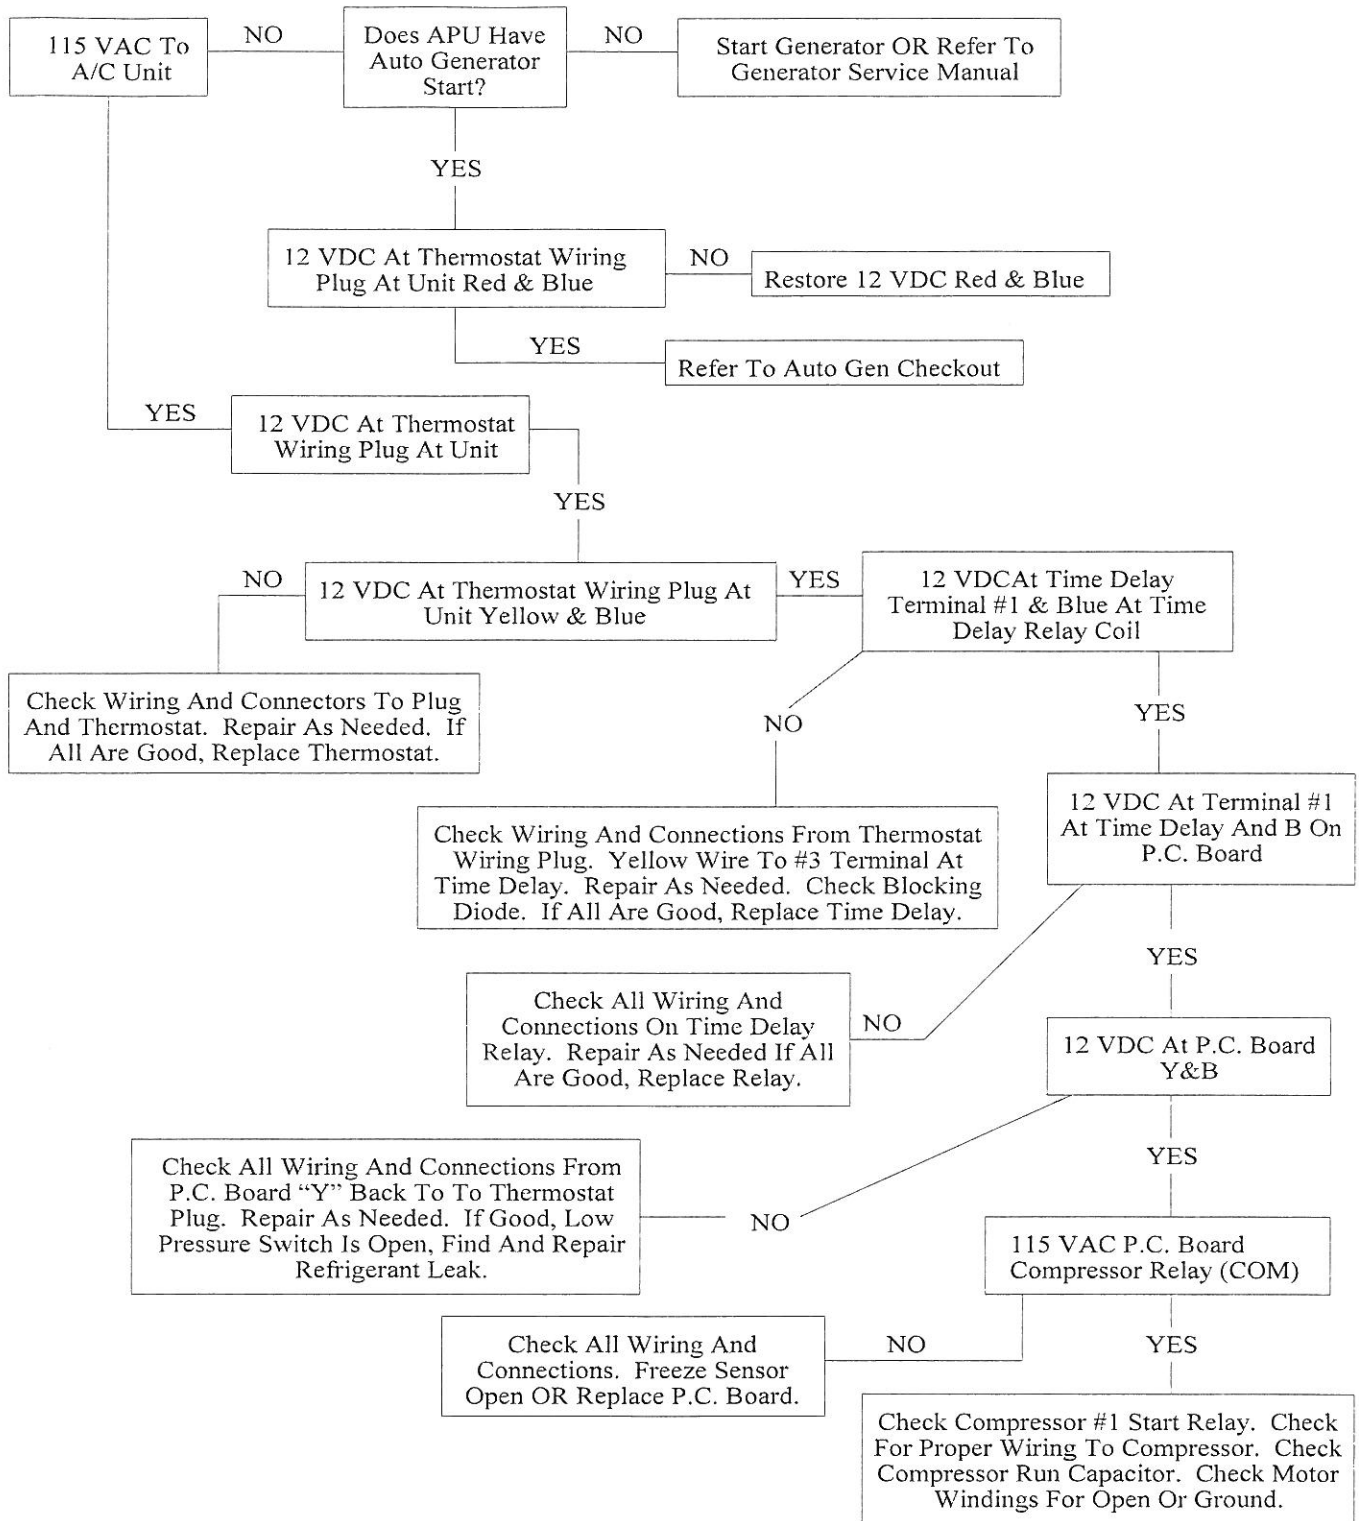 115 VAC To
A/C Unit
NO
Does APU Have
Auto Generator
Start?
NO
Start Generator OR Refer To
Generator Service Manual
YES
12 VDC At Thermostat Wiring
Plug At Unit Red & Blue
NO
Restore 12 VDC Red & Blue
YES
Refer To Auto Gen Checkout
YES
12 VDC At Thermostat
Wiring Plug At Unit
YES
NO
12 VDC At Thermostat Wiring Plug At
Unit Yellow & Blue
YES
12 VDCAt Time Delay
Terminal #1 & Blue At Time
Delay Relay Coil
Check Wiring And Connectors To Plug
And Thermostat. Repair As Needed. If
All Are Good, Replace Thermostat.
NO
YES
Check Wiring And Connections From Thermostat
Wiring Plug. Yellow Wire To #3 Terminal At
Time Delay. Repair As Needed. Check Blocking
Diode. If All Are Good, Replace Time Delay.
12 VDC At Terminal #1
At Time Delay And B On
P.C. Board
YES
Check All Wiring And
Connections On Time Delay
Relay. Repair As Needed If All
Are Good, Replace Relay.
NO
12 VDC At P.C. Board
Y&B
Check All Wiring And Connections From
P.C. Board “Y” Back To To Thermostat
Plug. Repair As Needed. If Good, Low
Pressure Switch Is Open, Find And Repair
Refrigerant Leak.
NO
YES
115 VAC P.C. Board
Compressor Relay (COM)
Check All Wiring And
Connections. Freeze Sensor
Open OR Replace P.C. Board.
NO
YES
Check Compressor #1 Start Relay. Check
For Proper Wiring To Compressor. Check
Compressor Run Capacitor. Check Motor
Windings For Open Or Ground.